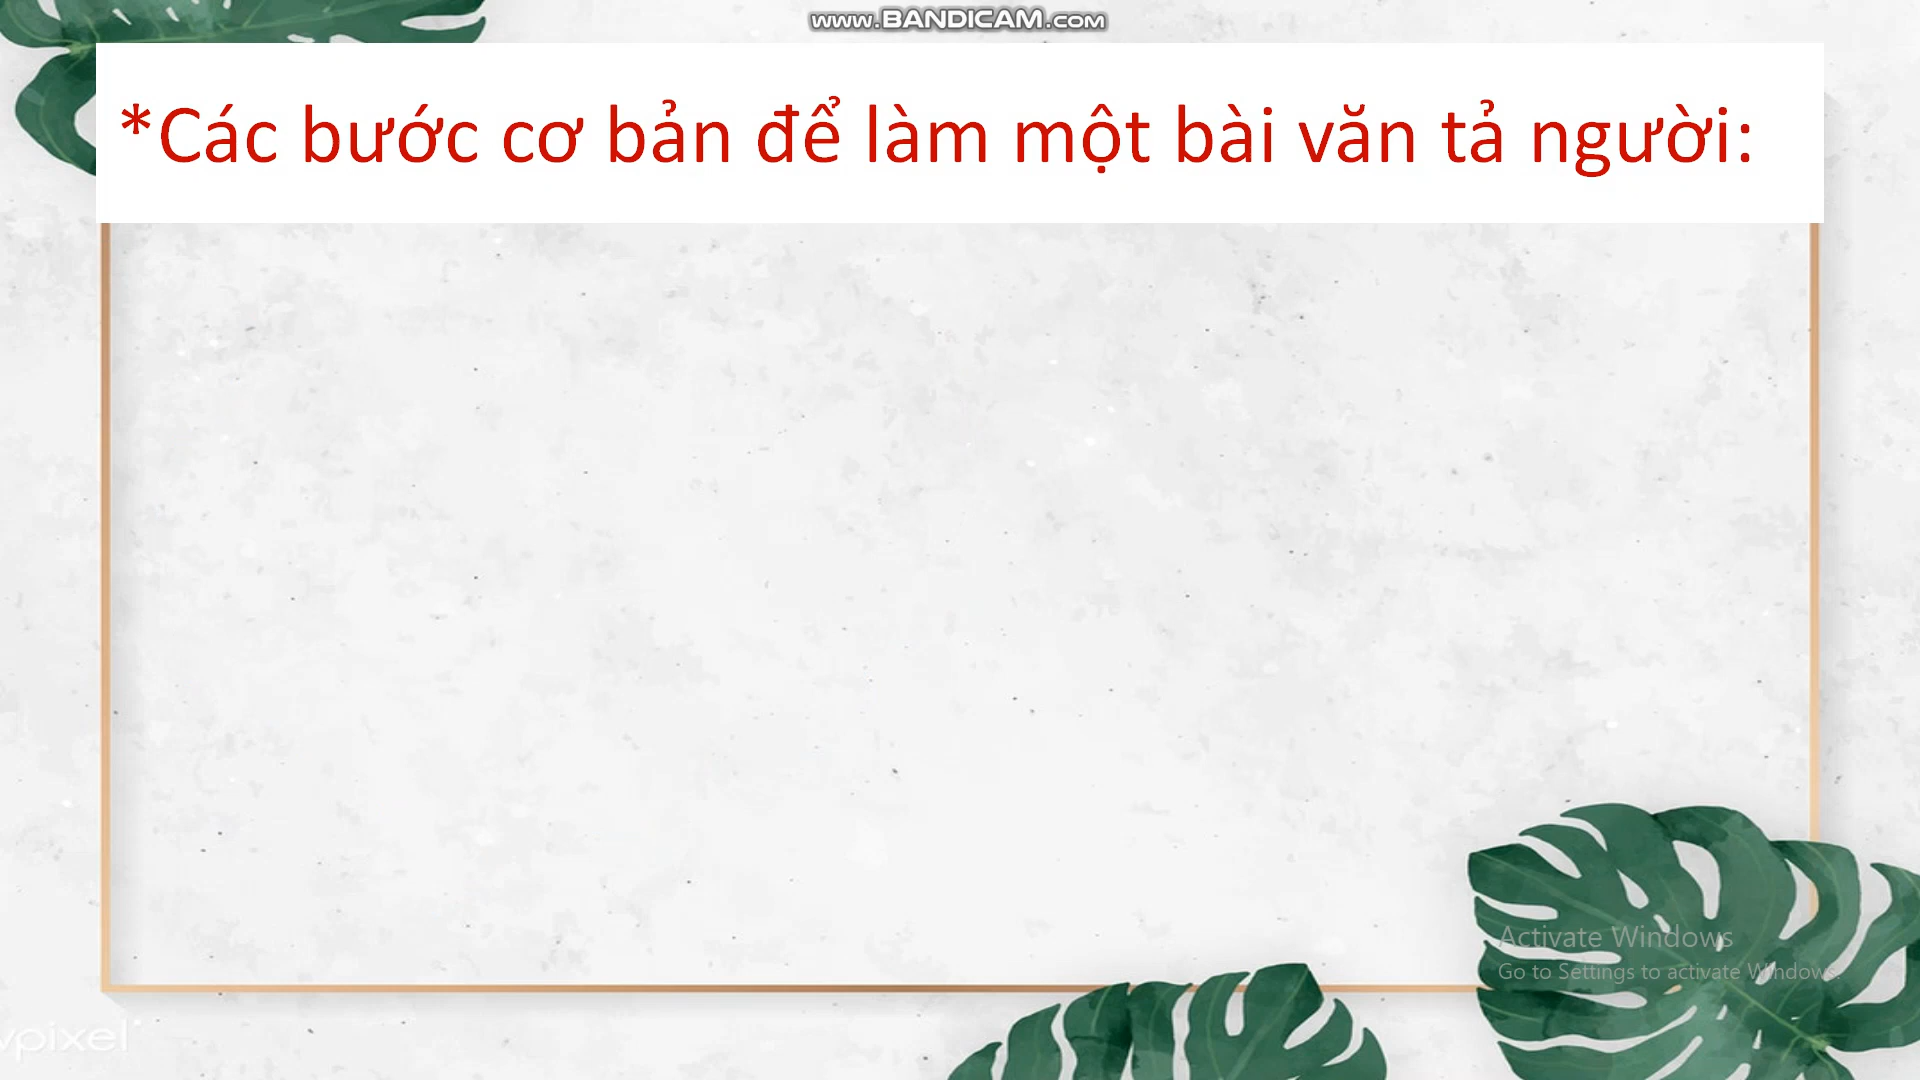 www.BANDICAM.com
*Các bước cơ bản để làm một bài văn tả người:
Activate Windows
Go to Settings to activate Windows.
vpixel